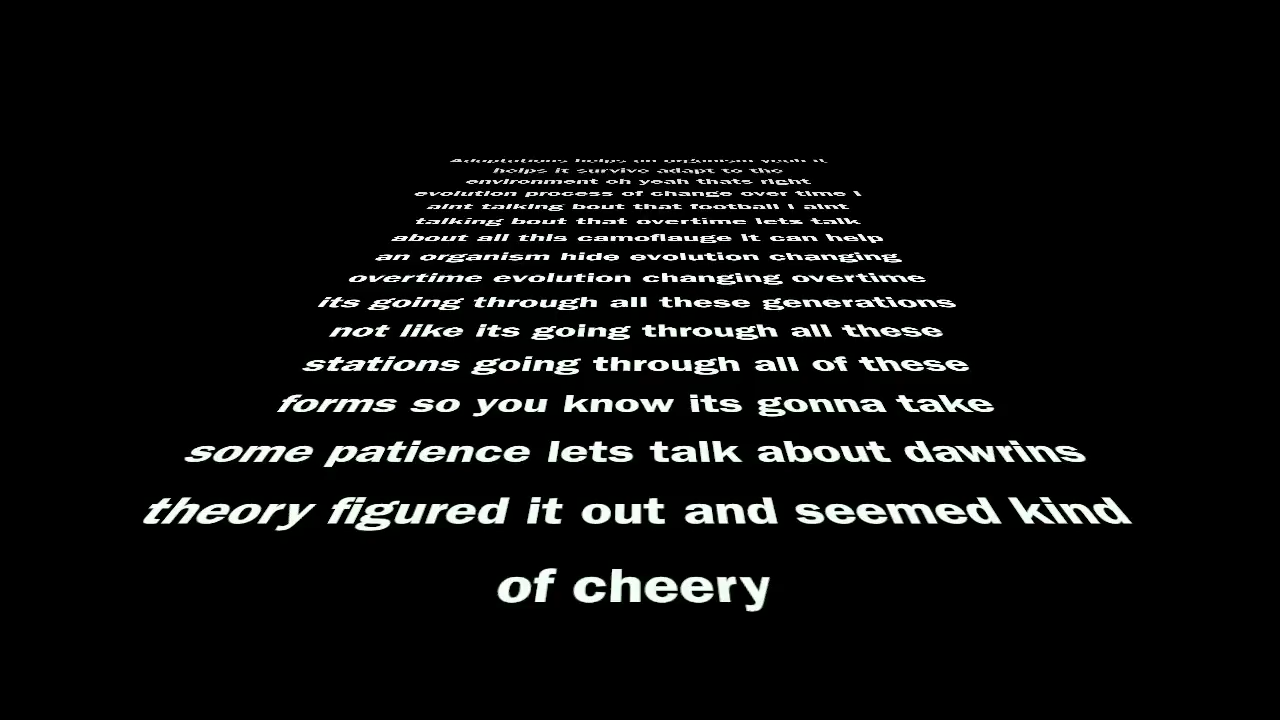 Adaptations helps an organism yeah it
helps it survive adapt to the
environment oh yeah thats right
evolution process of change over time I
aint talking bout that football I aint
talking bout that overtime lets talk
about all this camoflauge it can help
an organism hide evolution changing
overtime evolution changing overtime
its going through all these generations
not like its going through all these
stations going through all of these
forms so you know its gonna take
some patience lets talk about dawrins
theory figured it out and seemed kind
of cheery